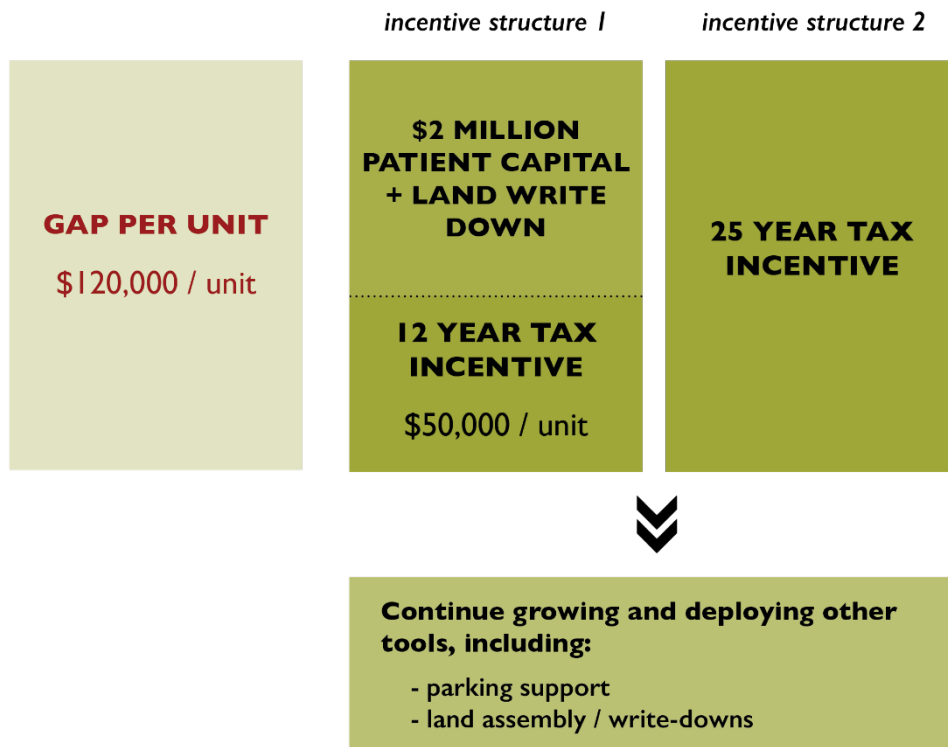 incentive structure 1
incentive structure 2
GAP PER UNIT
$120,000 / unit
$2 MILLION
PATIENT CAPITAL
+ LAND WRITE
DOWN
12 YEAR TAX
INCENTIVE
$50,000 / unit
25 YEAR TAX
INCENTIVE
Continue growing and deploying other
tools, including:
- parking support
- land assembly / write-downs